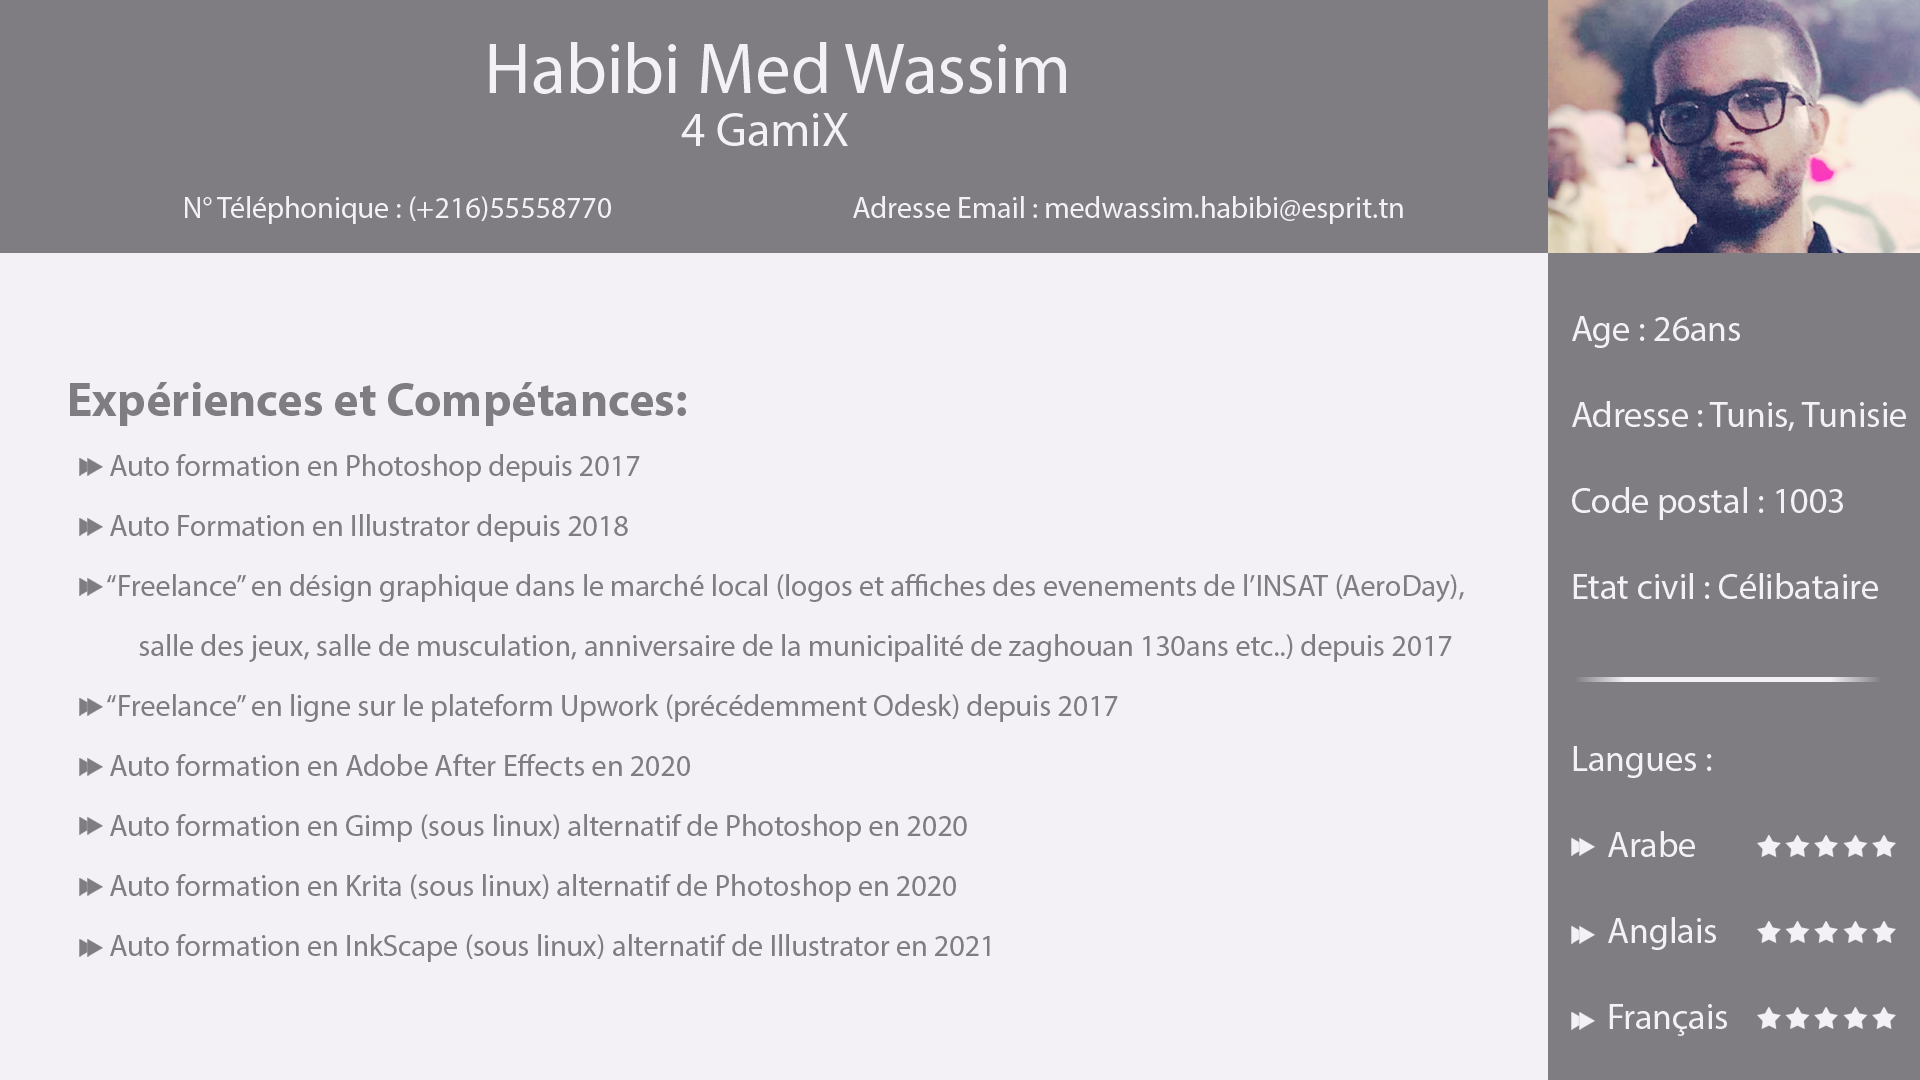 Habibi Med Wassim
4 GamiX
N° Téléphonique : (+216)55558770
Adresse Email : medwassim.habibi@esprit.tn
Expériences et Compétances:
Auto formation en Photoshop depuis 2017
Auto Formation en Illustrator depuis 2018
“Freelance” en désign graphique dans le marché local (logos et affiches des evenements de l’INSAT (AeroDay),
salle des jeux, salle de musculation, anniversaire de la municipalité de zaghouan 130ans etc..) depuis 2017
“Freelance” en ligne sur le plateform Upwork (précédemment Odesk) depuis 2017
Auto formation en Adobe After Effects en 2020
Auto formation en Gimp (sous linux) alternatif de Photoshop en 2020
Auto formation en Krita (sous linux) alternatif de Photoshop en 2020
Auto formation en InkScape (sous linux) alternatif de Illustrator en 2021
Age : 26ans
Adresse : Tunis, Tunisie
Code postal : 1003
Etat civil : Célibataire
Langues :
Arabe ★★★★★
Anglais ★★★★★
Français ★★★★★